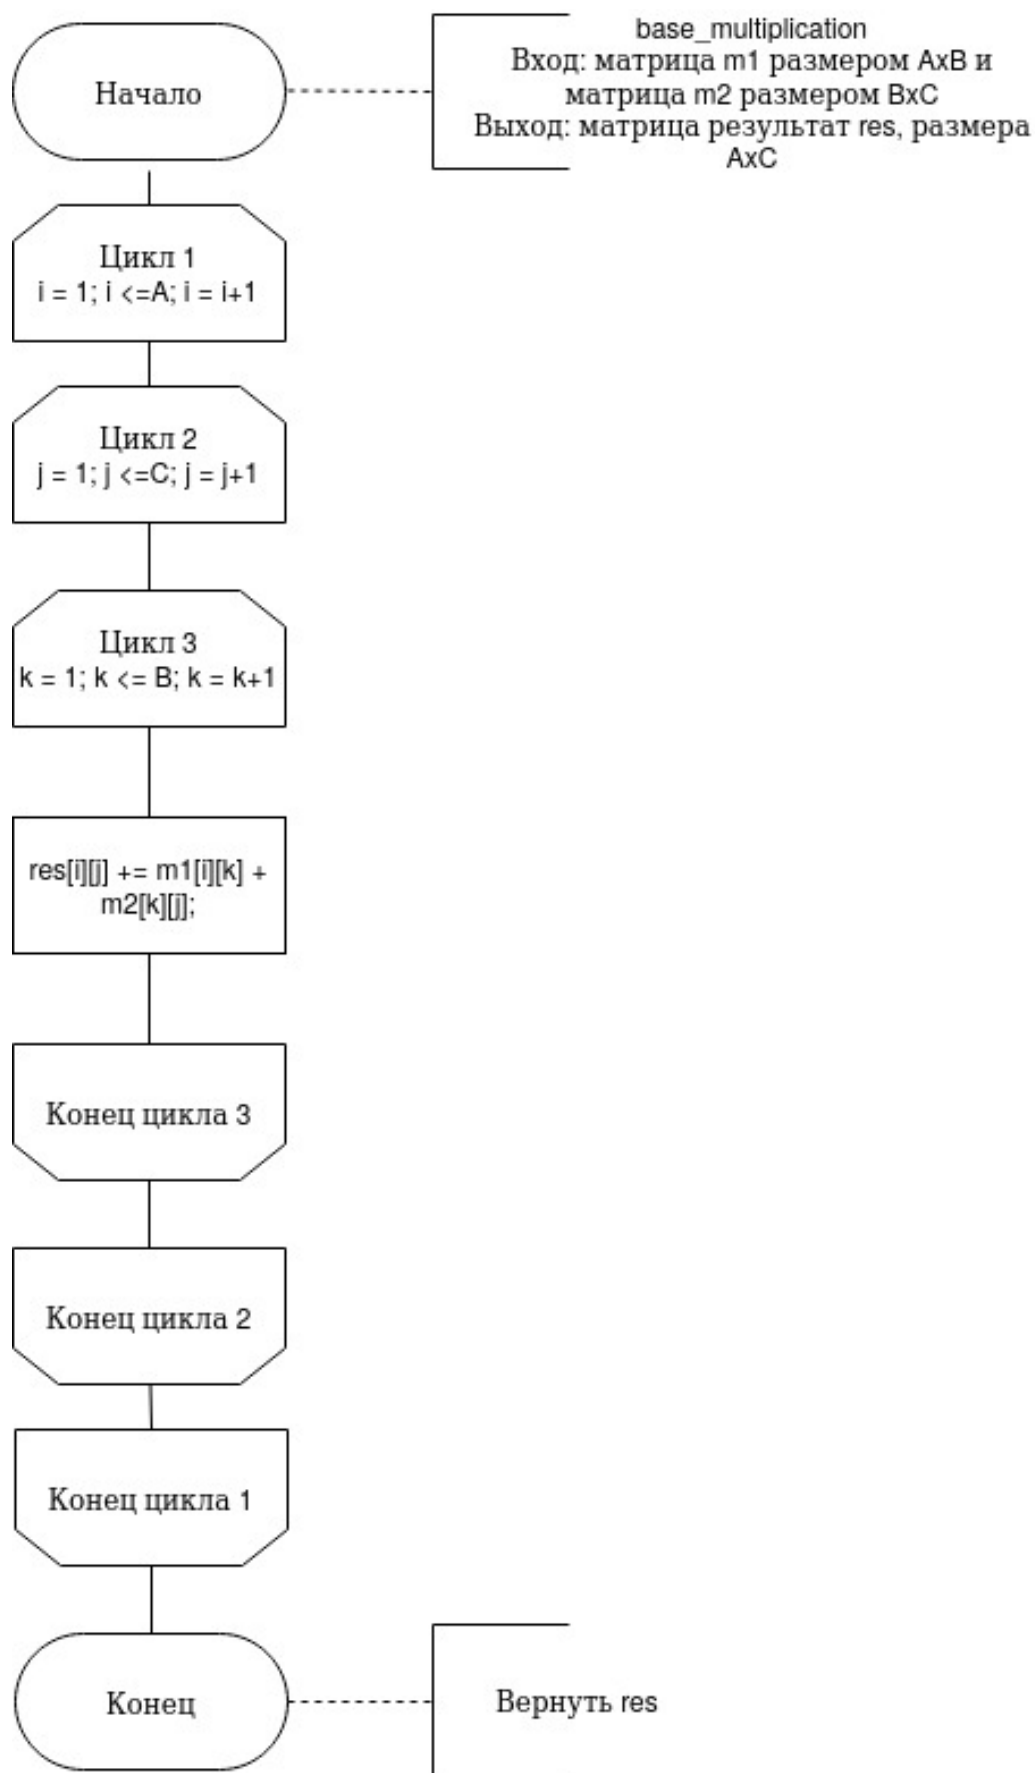 Начало
base_multiplication
Вход: матрица m1 размером AxB и
матрица m2 размером BxC
Выход: матрица результат res, размера
AxC
Цикл 1
i = 1; i <=A; i = i+1
Цикл 2
j = 1; j <=C; j = j+1
Цикл 3
k = 1; k <= B; k = k+1
res[i][j] += m1[i][k] +
m2[k][j];
Конец цикла 3
Конец цикла 2
Конец цикла 1
Конец
Вернуть res